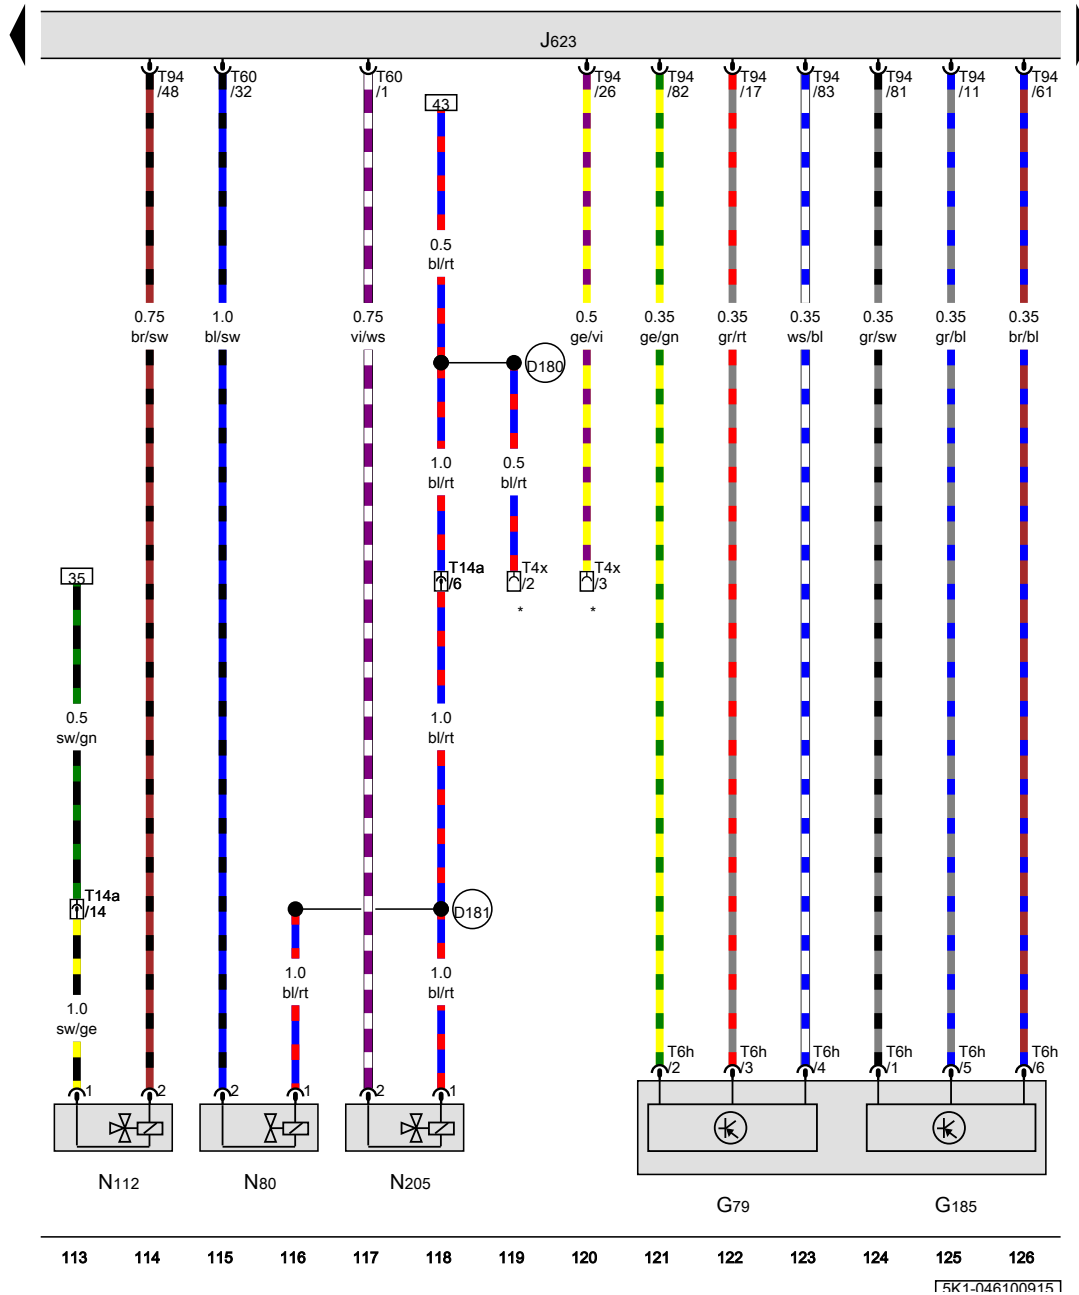 J623
T94 T60 T60 T94 T94 T94 T94 T94 T94 T94
/48 /32 /1 /26 /82 /17 /83 /81 /11 /61
43
0.5
bl/rt
0.75 1.0 0.75 0.5 0.35 0.35 0.35 0.35 0.35 0.35
br/sw bl/sw vi/ws ge/vi ge/gn gr/rt ws/bl gr/sw gr/bl br/bl
D180
1.0 0.5
bl/rt bl/rt
35 T14a T4x T4x
/6 /2 /3
* *
0.5 1.0
sw/gn bl/rt
T14a
/14
D181
1.0 1.0
bl/rt bl/rt
1.0
sw/ge
T6h T6h T6h T6h T6h T6h
/2 /3 /4 /1 /5 /6
1 2 2 1 2 1
N112 N80 N205
G79 G185
113 114 115 116 117 118 119 120 121 122 123 124 125 126
5K1-046100915